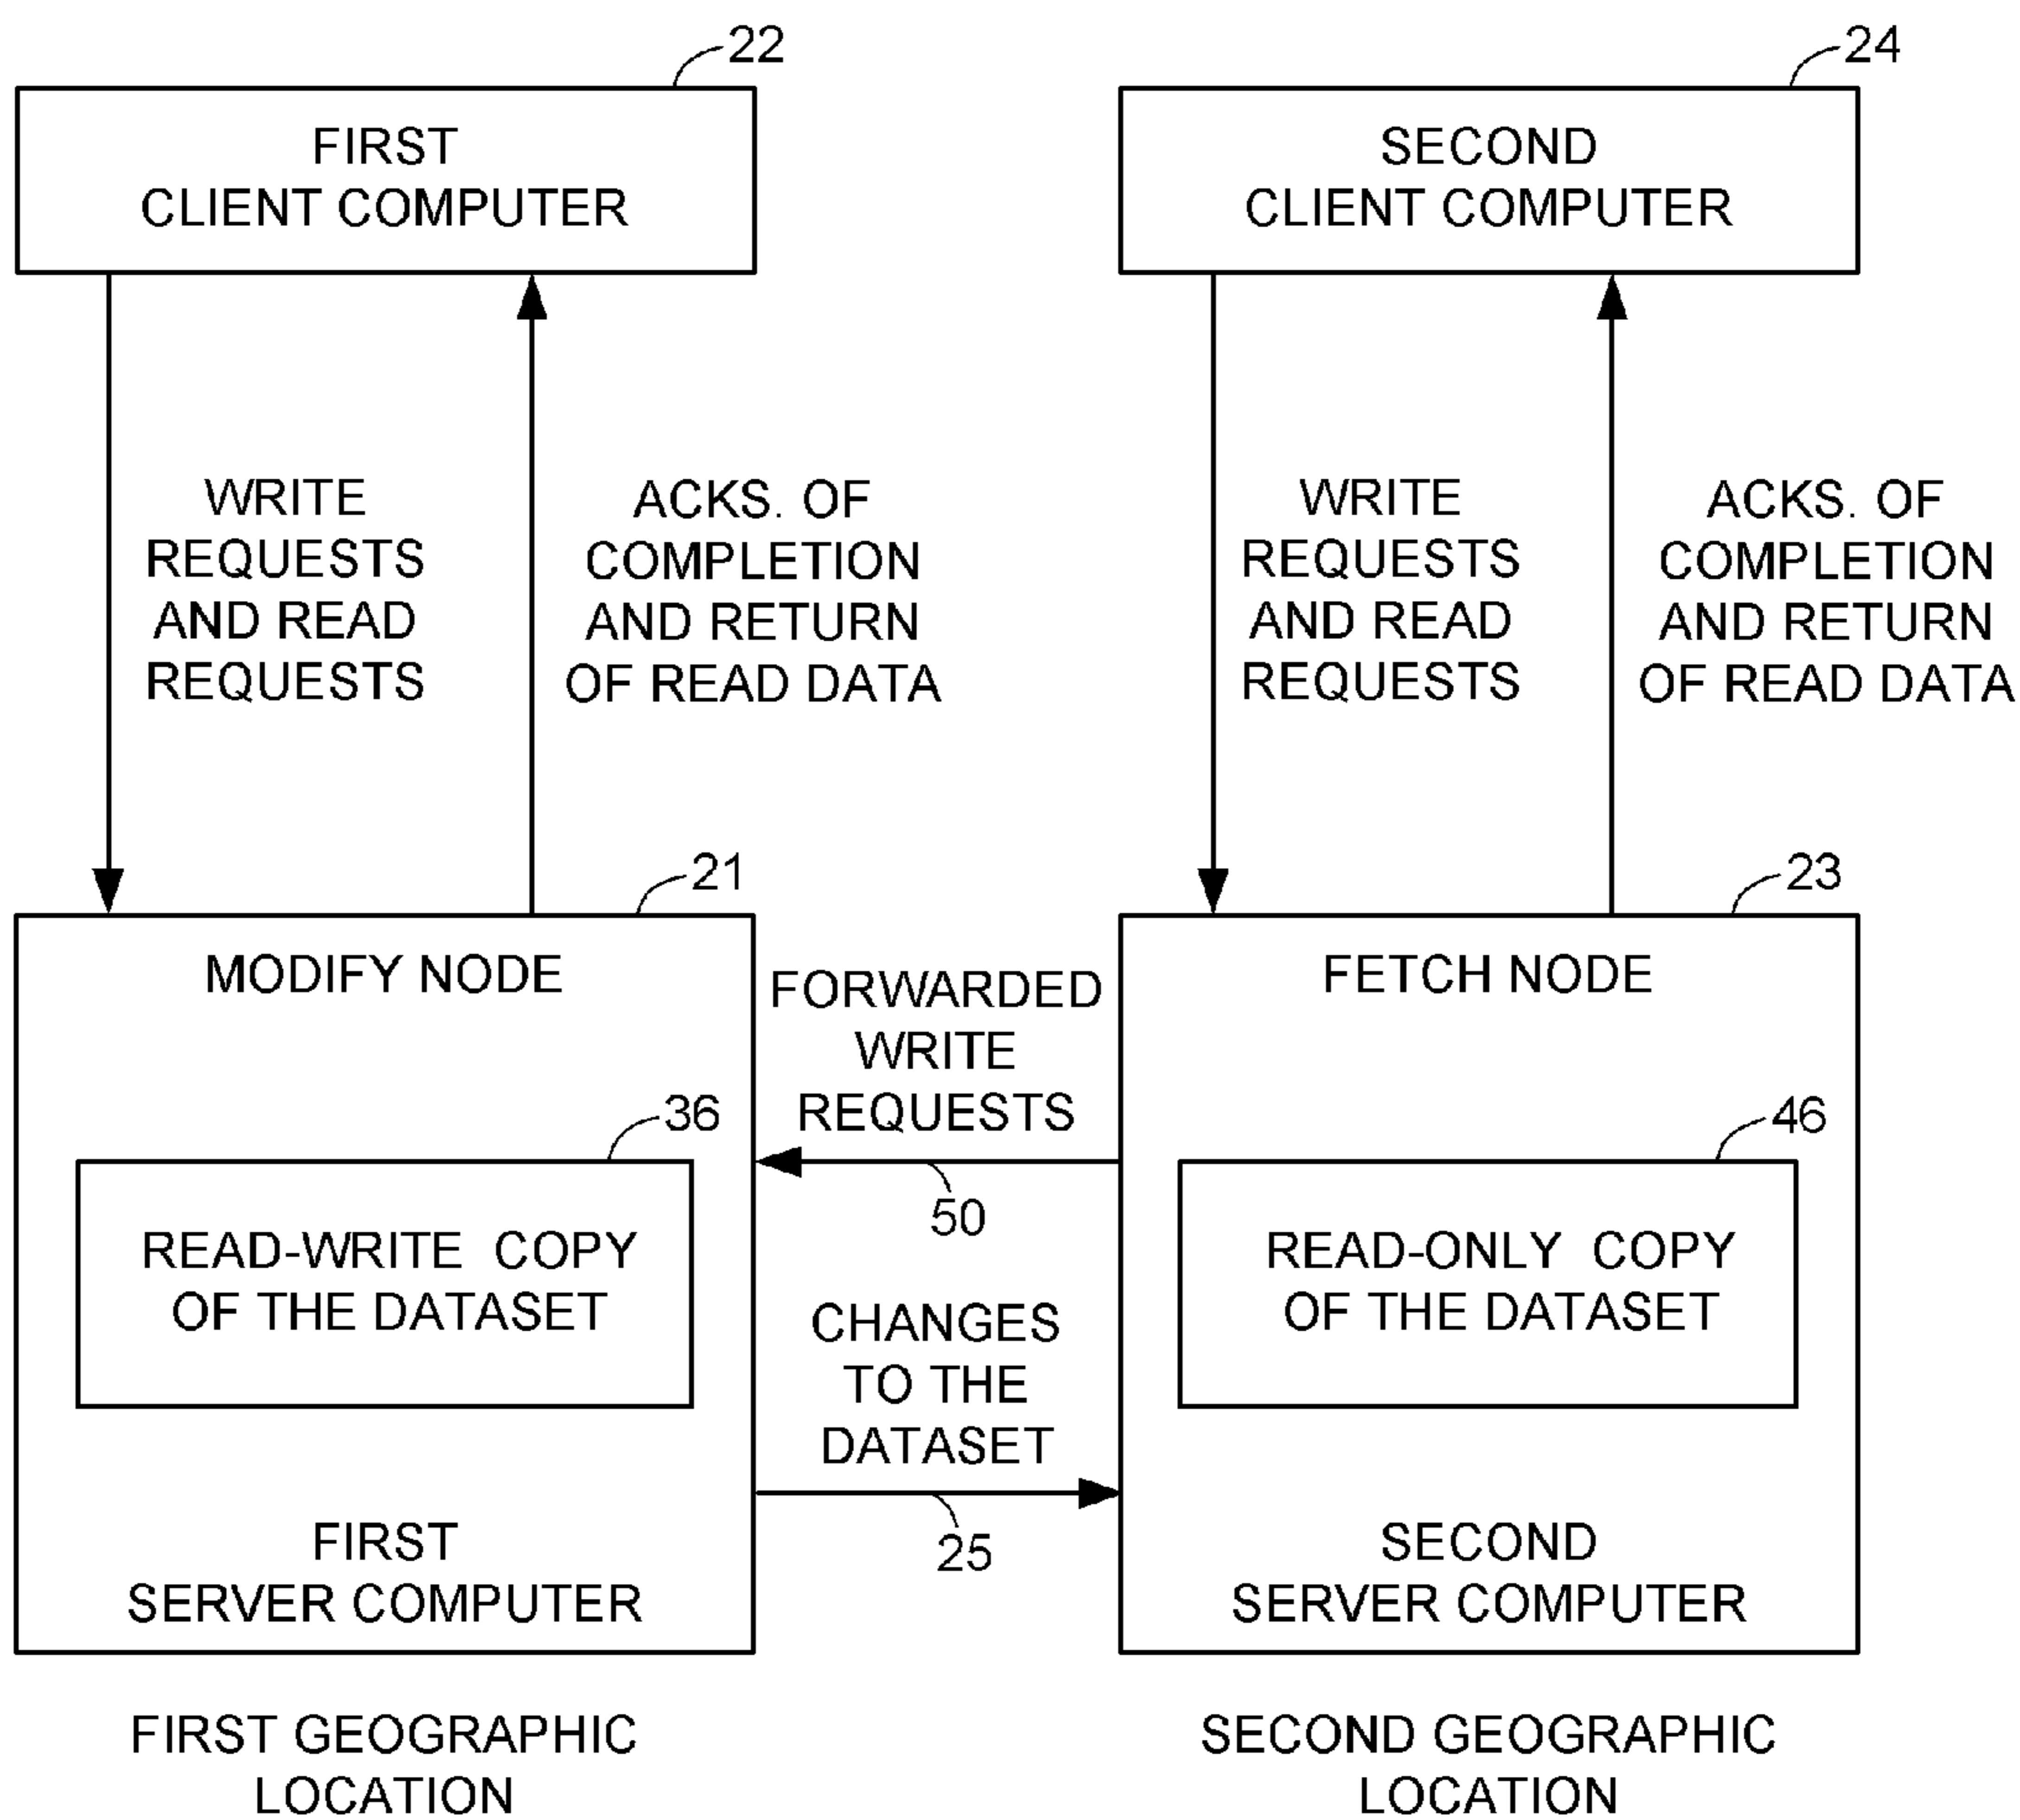 22
FIRST
CLIENT COMPUTER
24
SECOND
CLIENT COMPUTER
WRITE
REQUESTS
AND READ
REQUESTS
ACKS. OF
COMPLETION
AND RETURN
OF READ DATA
WRITE
REQUESTS
AND READ
REQUESTS
ACKS. OF
COMPLETION
AND RETURN
OF READ DATA
21
MODIFY NODE
36
READ-WRITE COPY
OF THE DATASET
FIRST
SERVER COMPUTER
FORWARDED
WRITE
REQUESTS
50
CHANGES
TO THE
DATASET
25
23
FETCH NODE
46
READ-ONLY COPY
OF THE DATASET
SECOND
SERVER COMPUTER
FIRST GEOGRAPHIC
LOCATION
SECOND GEOGRAPHIC
LOCATION